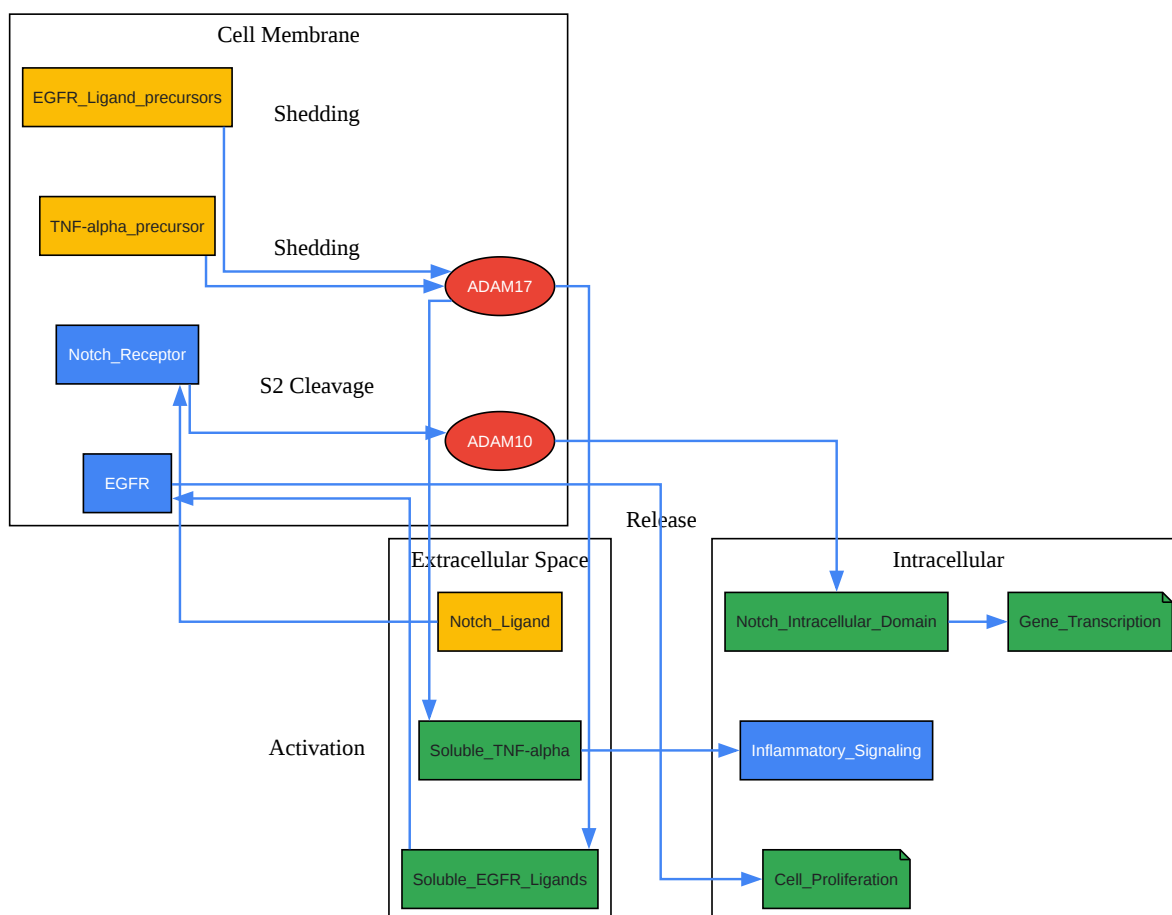 Cell Membrane
EGFR_Ligand_precursors
Shedding
TNF-alpha_precursor
Shedding
ADAM17
Notch_Receptor
S2 Cleavage
ADAM10
EGFR
Release
Extracellular Space
Intracellular
Notch_Ligand
Notch_Intracellular_Domain
Gene_Transcription
Activation
Soluble_TNF-alpha
Inflammatory_Signaling
Soluble_EGFR_Ligands
Cell_Proliferation